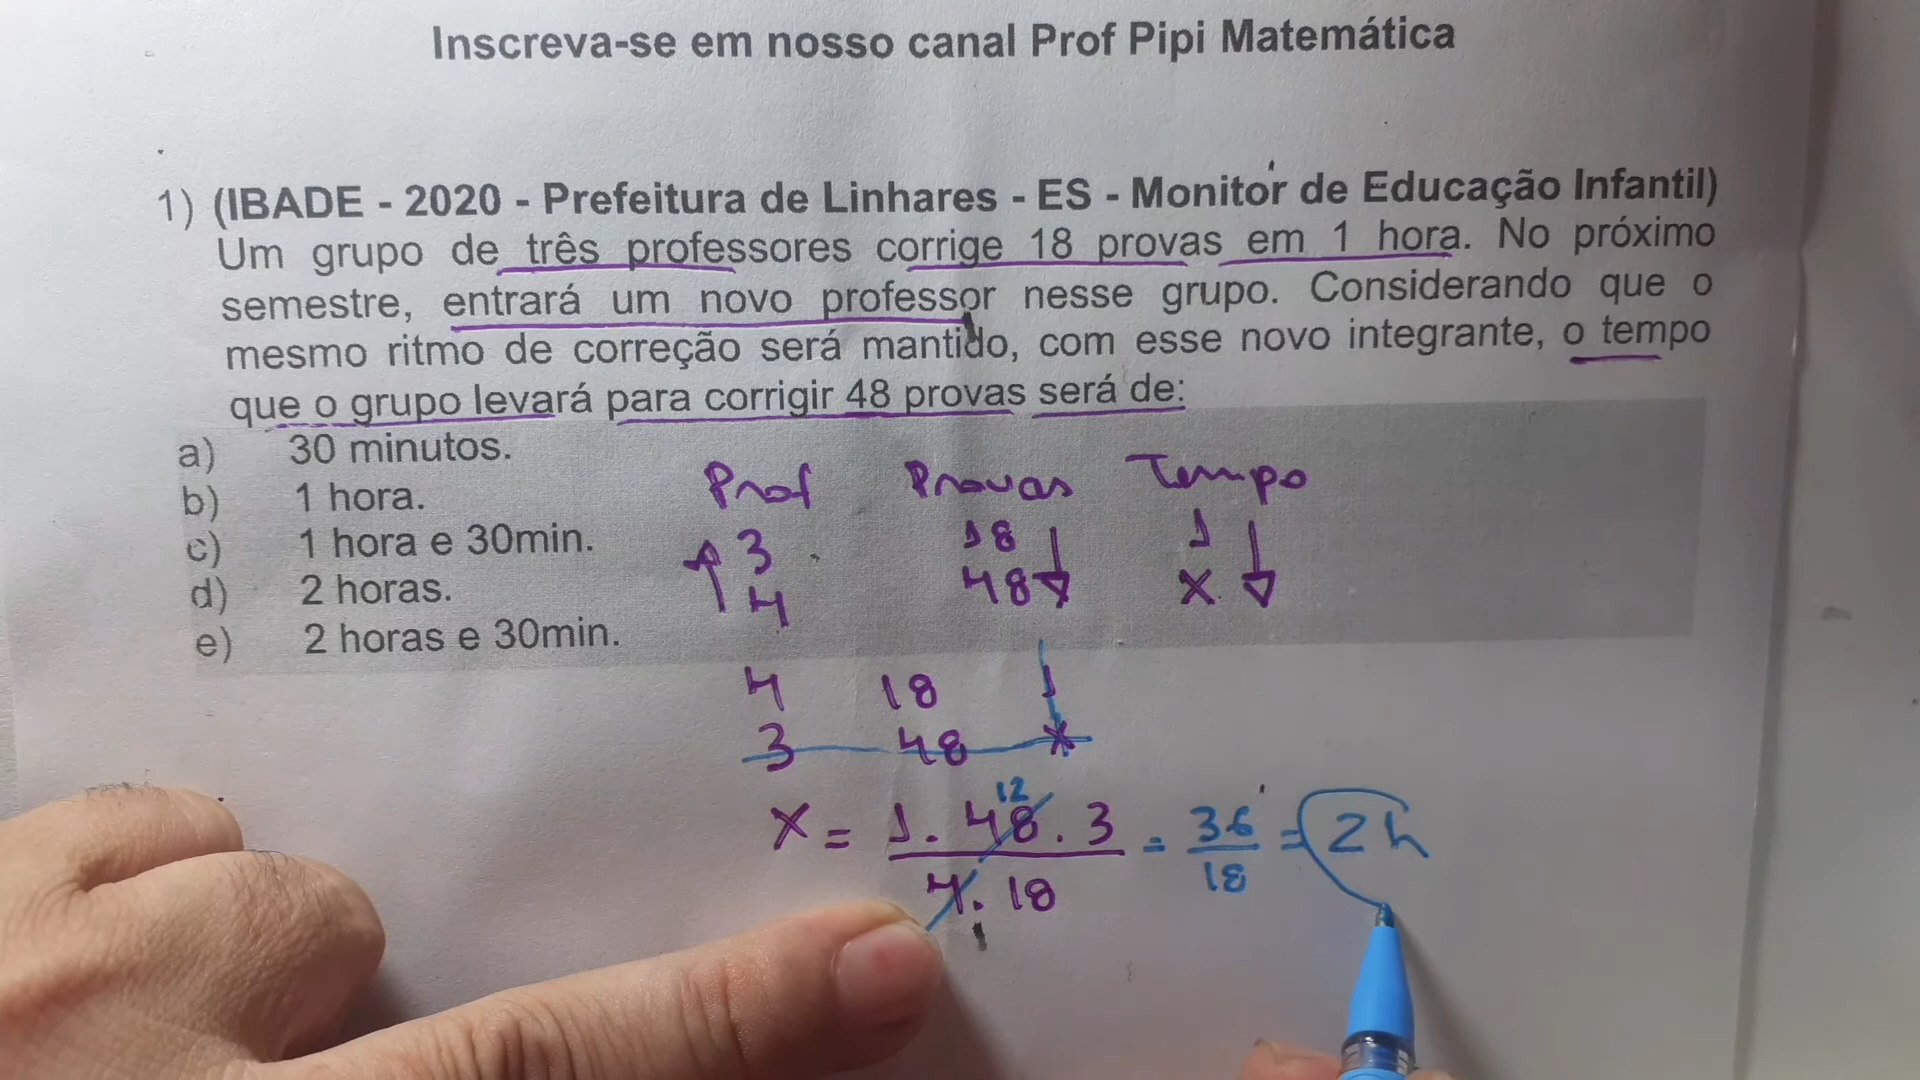 Inscreva-se em nosso canal Prof Pipi Matemática
1) (IBADE - 2020 - Prefeitura de Linhares - ES - Monitor de Educação Infantil)
Um grupo de três professores corrige 18 provas em 1 hora. No próximo
semestre, entrará um novo professor nesse grupo. Considerando que o
mesmo ritmo de correção será mantido, com esse novo integrante, o tempo
que o grupo levará para corrigir 48 provas será de:
a) 30 minutos.
b) 1 hora.
c) 1 hora e 30min.
d) 2 horas.
e) 2 horas e 30min.
Prof Provas Tempo
3 18 1
4 48 x
4 18 1
3 48 x
12
x = 1 . 48 . 3 = 36 = 2h
4 . 18 18